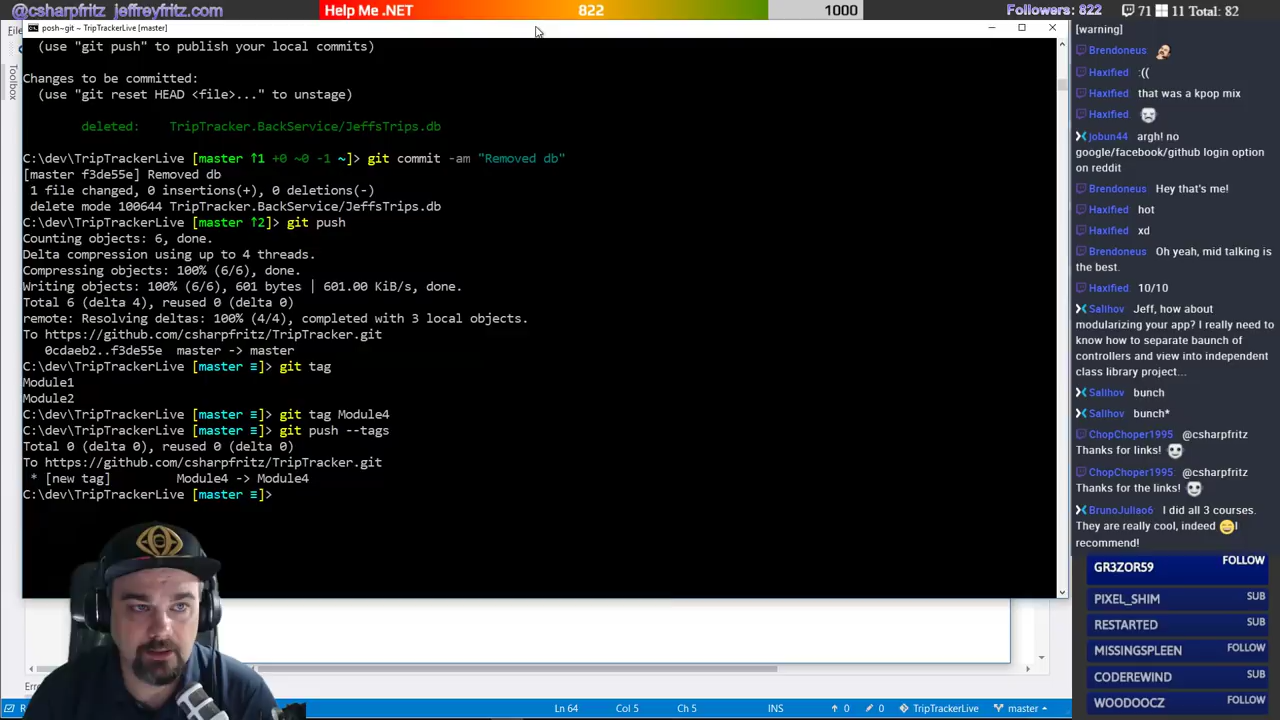 @csharpfritz jeffreyfritz.com
Help Me .NET
822
1000
Followers: 822
71
11
Total: 82
posh~git ~ TripTrackerLive [master]
Toolbox
(use "git push" to publish your local commits)
Changes to be committed:
(use "git reset HEAD <file>..." to unstage)
deleted: TripTracker.BackService/JeffsTrips.db
C:\dev\TripTrackerLive [master ↑1 +0 ~0 -1 ~]> git commit -am "Removed db"
[master f3de55e] Removed db
1 file changed, 0 insertions(+), 0 deletions(-)
delete mode 100644 TripTracker.BackService/JeffsTrips.db
C:\dev\TripTrackerLive [master ↑2]> git push
Counting objects: 6, done.
Delta compression using up to 4 threads.
Compressing objects: 100% (6/6), done.
Writing objects: 100% (6/6), 601 bytes | 601.00 KiB/s, done.
Total 6 (delta 4), reused 0 (delta 0)
remote: Resolving deltas: 100% (4/4), completed with 3 local objects.
To https://github.com/csharpfritz/TripTracker.git
0cdaeb2..f3de55e master -> master
C:\dev\TripTrackerLive [master ≡]> git tag
Module1
Module2
C:\dev\TripTrackerLive [master ≡]> git tag Module4
C:\dev\TripTrackerLive [master ≡]> git push --tags
Total 0 (delta 0), reused 0 (delta 0)
To https://github.com/csharpfritz/TripTracker.git
* [new tag] Module4 -> Module4
C:\dev\TripTrackerLive [master ≡]>
[warning]
Brendoneus
Haxified :((
Haxified that was a kpop mix
Haxified
jobun44 argh! no
google/facebook/github login option
on reddit
Brendoneus Hey that's me!
Haxified hot
Haxified xd
Brendoneus Oh yeah, mid talking is
the best.
Haxified 10/10
Sallhov Jeff, how about
modularizing your app? I really need to
know how to separate baunch of
controllers and view into independent
class library project...
Sallhov bunch
Sallhov bunch*
ChopChoper1995 @csharpfritz
Thanks for links!
ChopChoper1995 @csharpfritz
Thanks for the links!
BrunoJuliao6 I did all 3 courses.
They are really cool, indeed 😄I
recommend!
GR3ZOR59 FOLLOW
PIXEL_SHIM SUB
RESTARTED SUB
MISSINGSPLEEN FOLLOW
CODEREWIND SUB
WOODOOCZ FOLLOW
Ln 64
Col 5
Ch 5
INS
0
0
TripTrackerLive
master